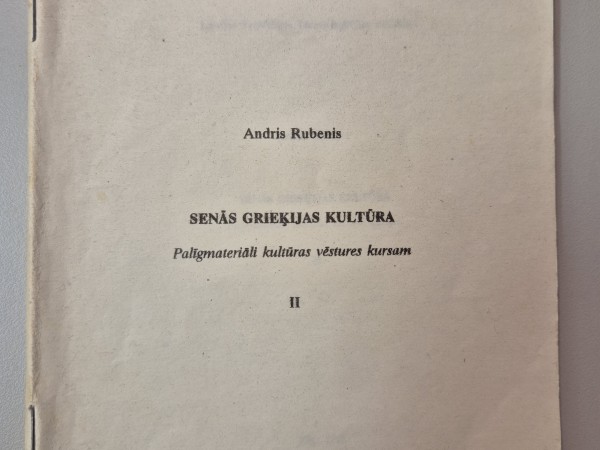 Andris Rubenis
SENĀS GRIEĶIJAS KULTŪRA
Palīgmateriāli kultūras vēstures kursam
II